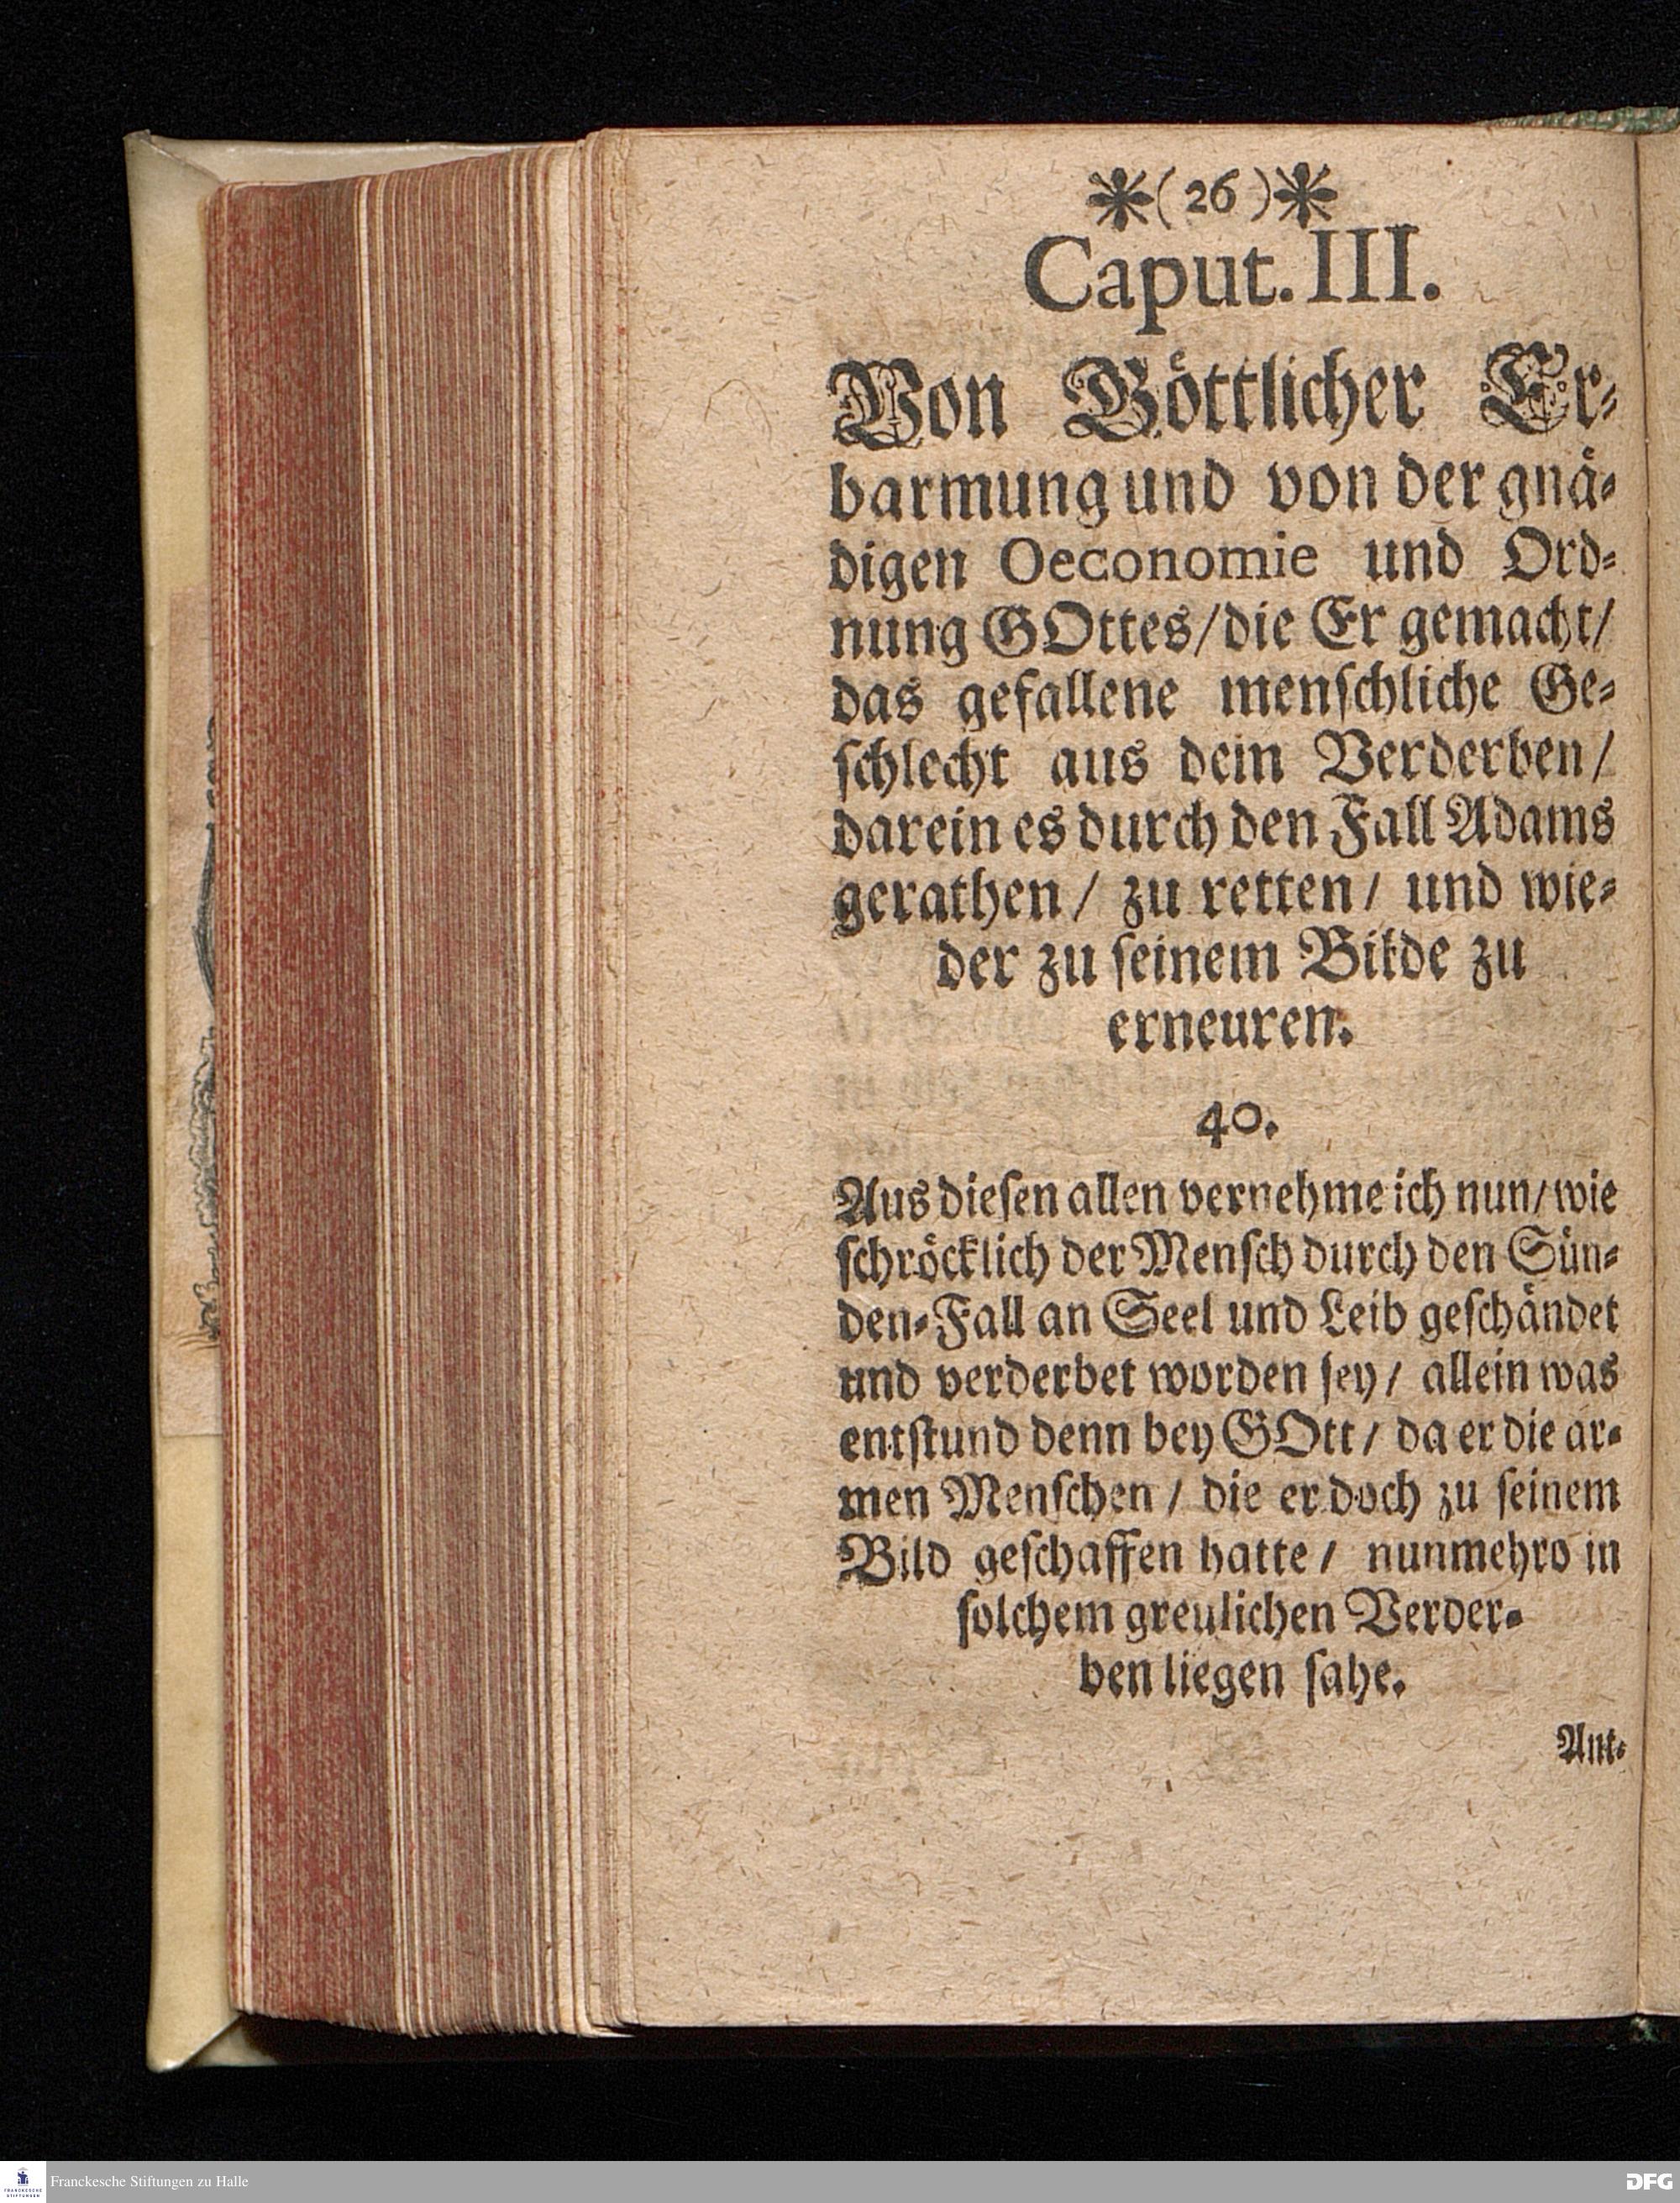 *( 26 )*
Caput. III.
Von Göttlicher Er⸗
barmung und von der gnä⸗
digen Oeconomie und Ord⸗
nung GOttes/die Er gemacht/
das gefallene menſchliche Ge⸗
ſchlecht aus dem Verderben/
darein es durch den Fall Adams
gerathen/ zu retten/ und wie⸗
der zu ſeinem Bilde zu
erneuren.
40.
Aus dieſen allen vernehme ich nun/wie
ſchröcklich der Menſch durch den Sün⸗
den⸗Fall an Seel und Leib geſchändet
und verderbet worden ſey/ allein was
entſtund denn bey GOtt/ da er die ar⸗
men Menſchen/ die er doch zu ſeinem
Bild geſchaffen hatte/ nunmehro in
ſolchem greulichen Verder⸗
ben liegen ſahe.
Ant⸗
FRANCKESCHE
STIFTUNGEN
Franckesche Stiftungen zu Halle
DFG